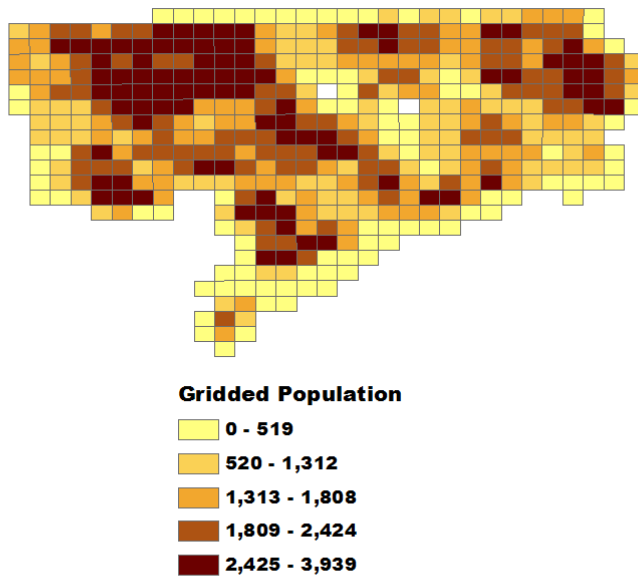 Gridded Population
0 - 519
520 - 1,312
1,313 - 1,808
1,809 - 2,424
2,425 - 3,939